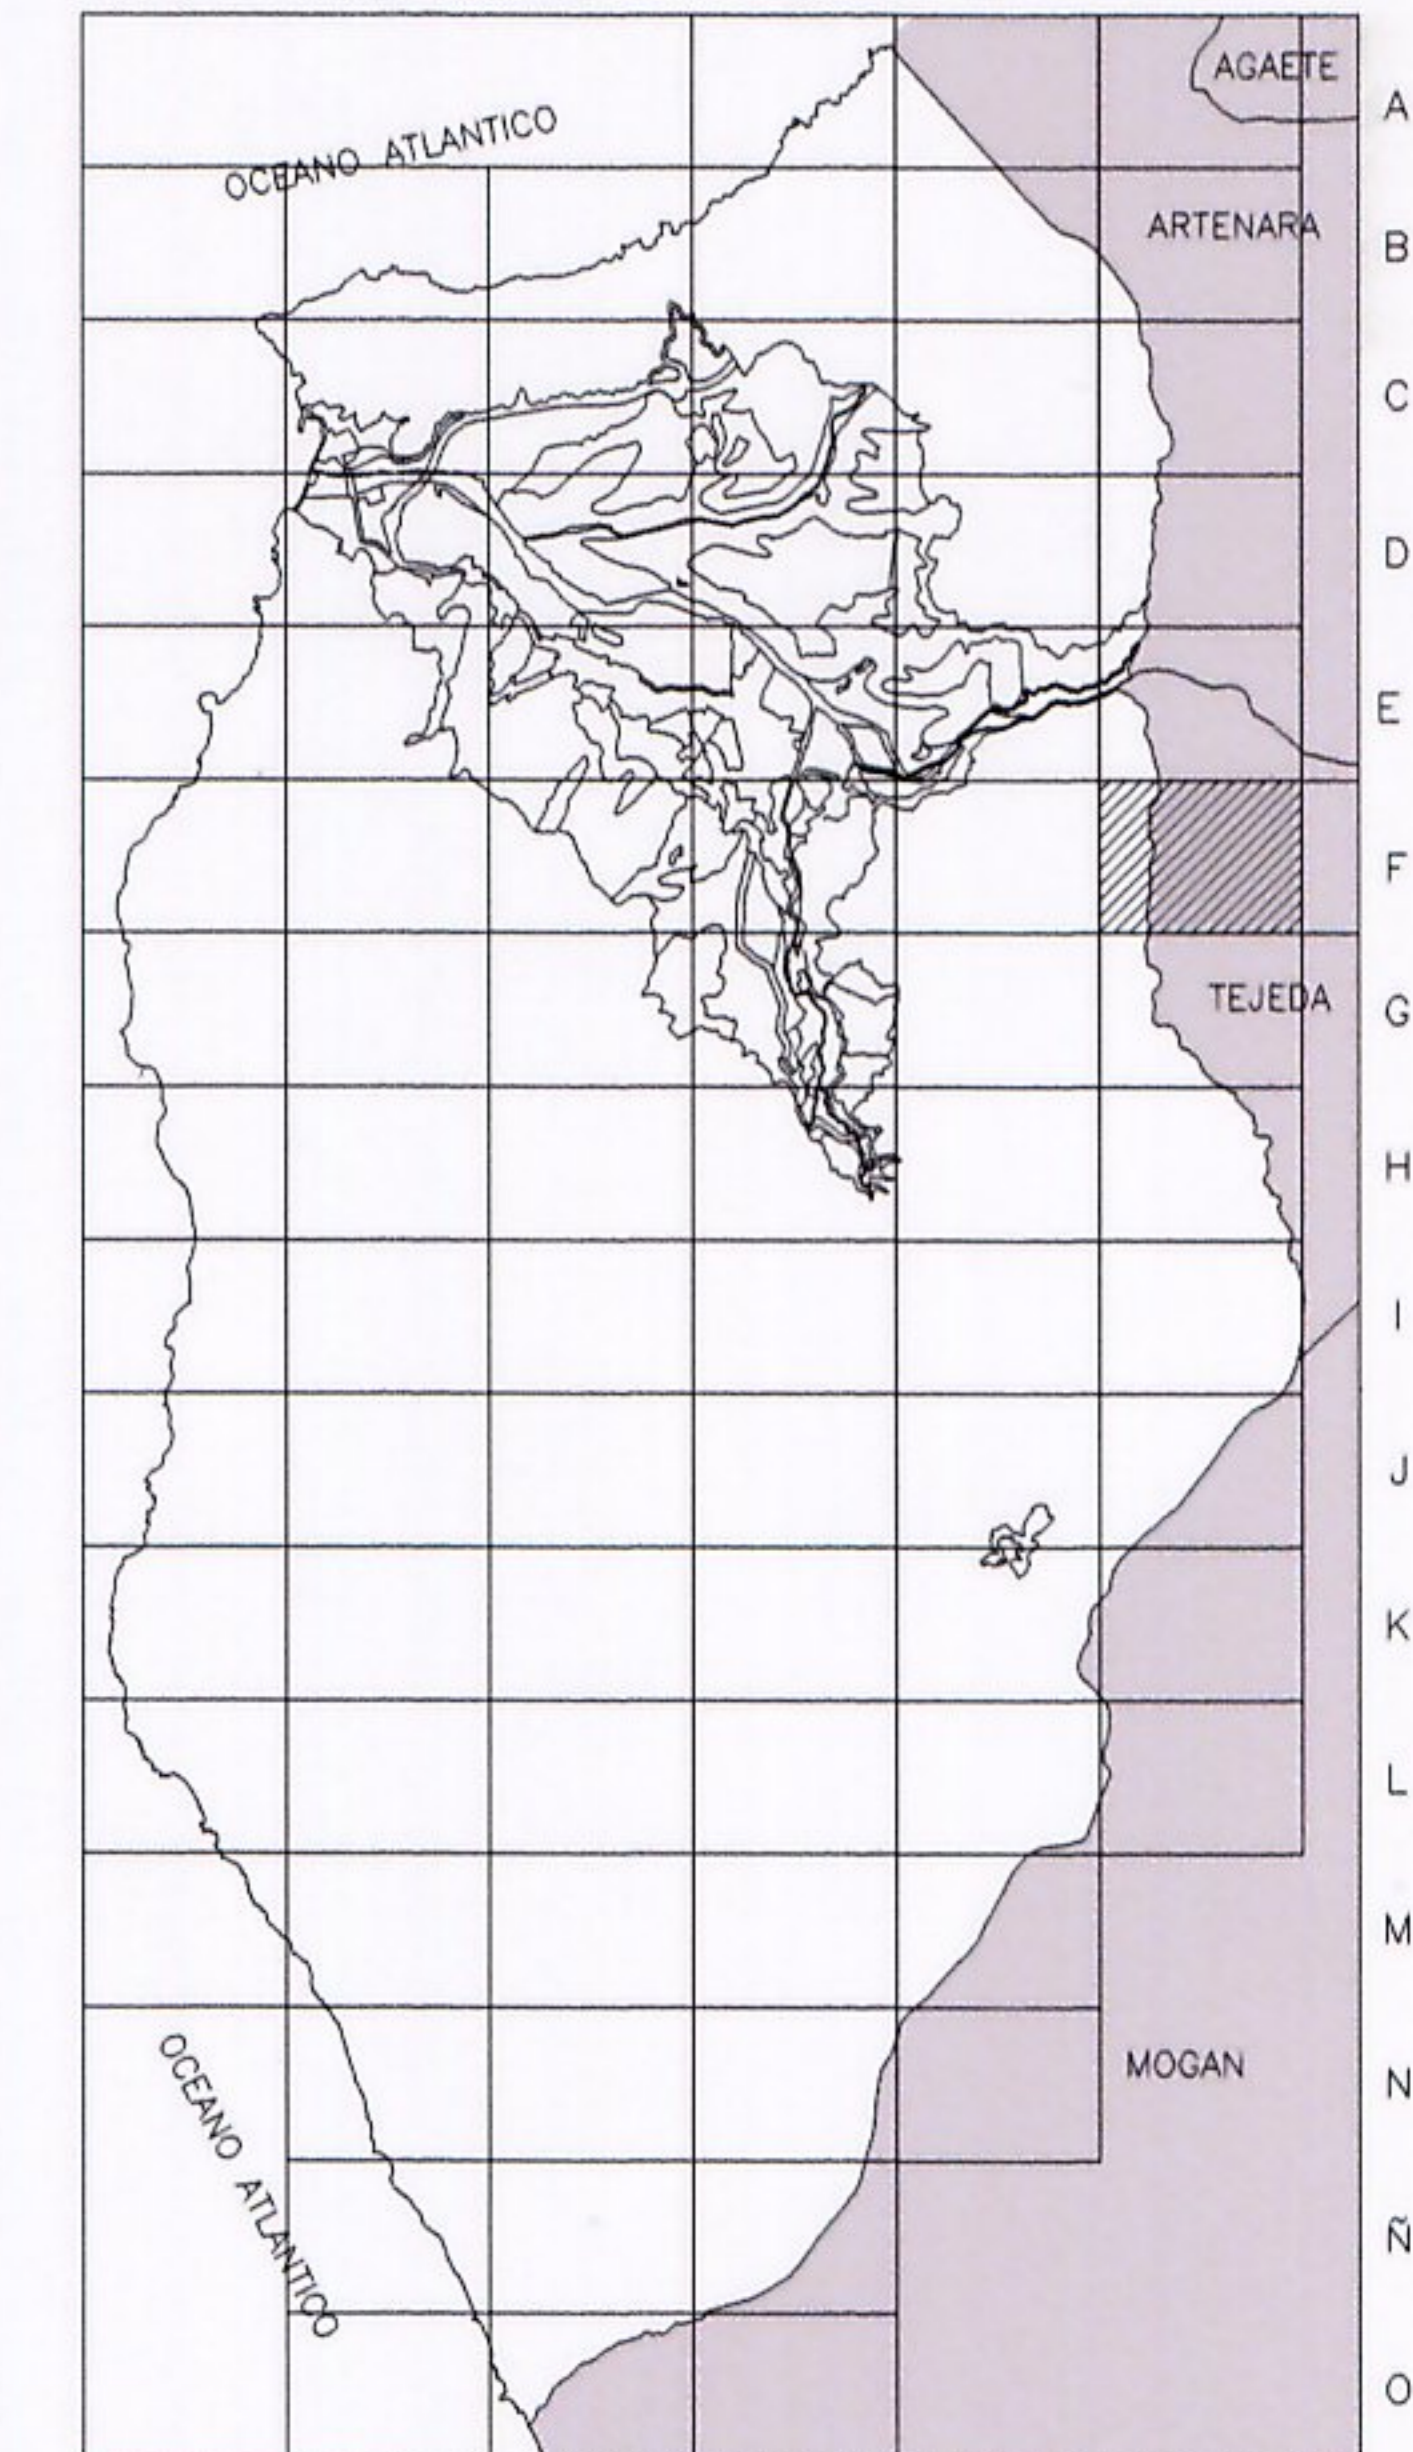 AGAETE
A
OCEANO ATLANTICO
ARTENARA
B
C
D
E
F
TEJEDA
G
H
I
J
K
L
M
OCEANO ATLANTICO
MOGAN
N
Ñ
O